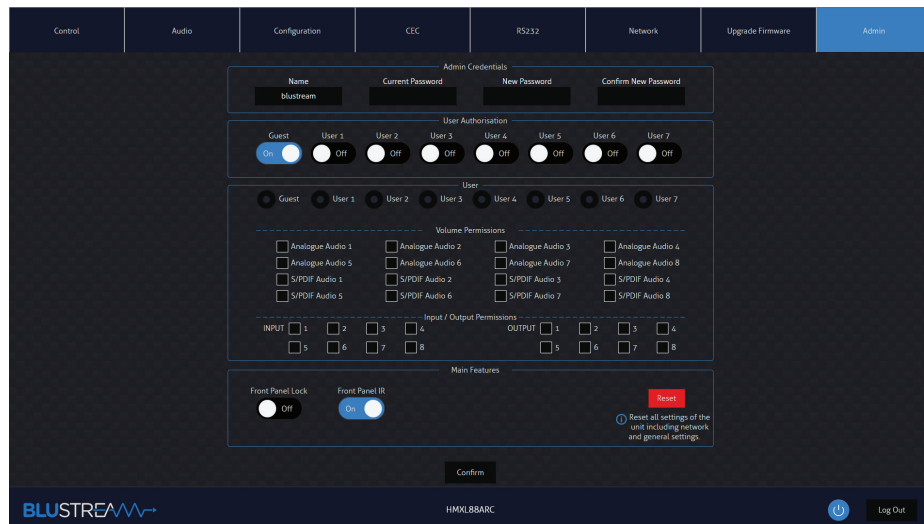 Control Audio Configuration CEC RS232 Network Upgrade Firmware Admin
Admin Credentials
Name Current Password New Password Confirm New Password
blustream
User Authorisation
Guest User 1 User 2 User 3 User 4 User 5 User 6 User 7
On Off Off Off Off Off Off Off
User
Guest User 1 User 2 User 3 User 4 User 5 User 6 User 7
Volume Permissions
Analogue Audio 1 Analogue Audio 2 Analogue Audio 3 Analogue Audio 4
Analogue Audio 5 Analogue Audio 6 Analogue Audio 7 Analogue Audio 8
S/PDIF Audio 1 S/PDIF Audio 2 S/PDIF Audio 3 S/PDIF Audio 4
S/PDIF Audio 5 S/PDIF Audio 6 S/PDIF Audio 7 S/PDIF Audio 8
Input / Output Permissions
INPUT 1 2 3 4 OUTPUT 1 2 3 4
5 6 7 8 5 6 7 8
Main Features
Front Panel Lock Front Panel IR
Off On
Reset
Reset all settings of the
unit including network
and general settings.
Confirm
BLUSTREAM HMXL88ARC Log Out